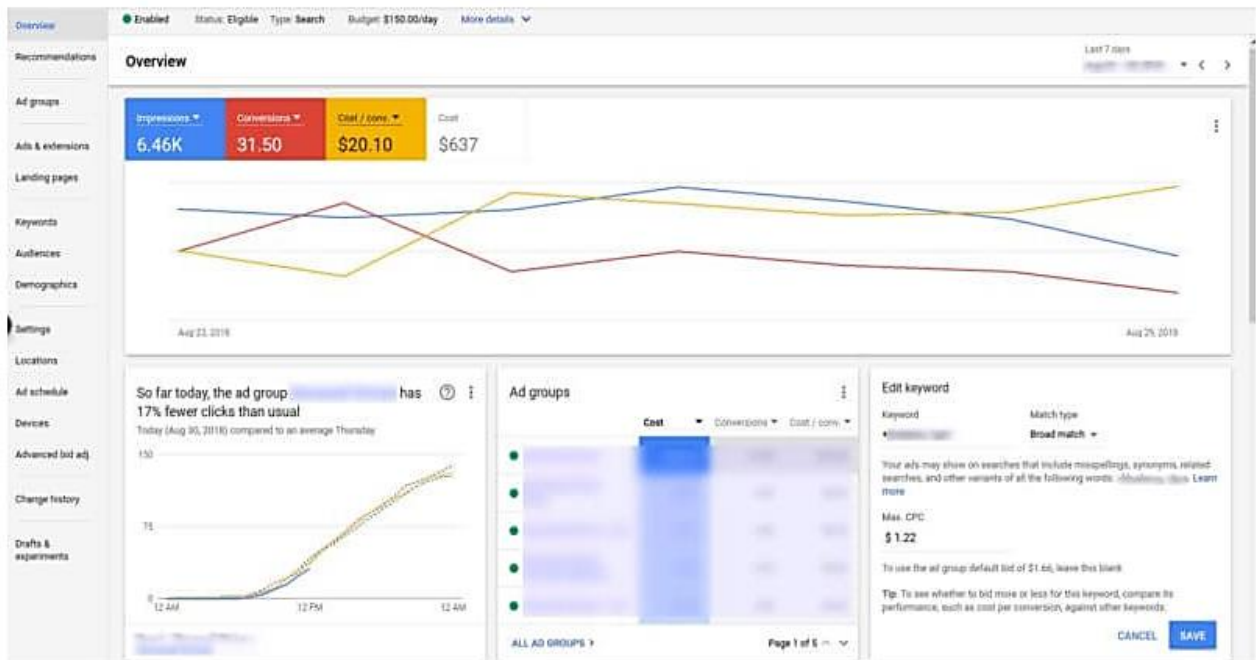 Overview
Recommendations
Ad groups
Ads & extensions
Landing pages
Keywords
Audiences
Demographics
Settings
Locations
Ad schedule
Devices
Advanced bid adj.
Change history
Drafts &
experiments
Enabled Status: Eligible Type: Search Budget: $150.00/day More details
Overview
Last 7 days
Impressions Conversions Cost / conv. Cost
6.46K 31.50 $20.10 $637
Aug 23, 2018 Aug 29, 2018
So far today, the ad group has
17% fewer clicks than usual
Today (Aug 30, 2018) compared to an average Thursday
150
75
0
12 AM 12 PM 12 AM
Ad groups
Cost Conversions Cost / conv.
ALL AD GROUPS Page 1 of 5
Edit keyword
Keyword Match type
Broad match
Your ads may show on searches that include misspellings, synonyms, related
searches, and other variants of all the following words: Learn
more
Max. CPC
$ 1.22
To use the ad group default bid of $1.66, leave this blank
Tip: To see whether to bid more or less for this keyword, compare its
performance, such as cost per conversion, against other keywords.
CANCEL SAVE